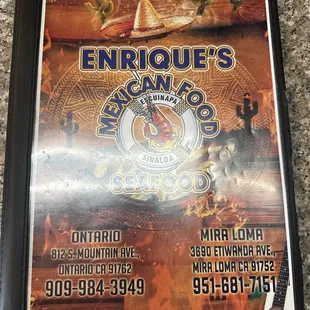 ENRIQUE'S
MEXICAN FOOD
ESCUINAPA
SINALOA
SEAFOOD
ONTARIO
812 S. MOUNTAIN AVE.,
ONTARIO CA 91762
909-984-3949
MIRA LOMA
3690 ETIWANDA AVE.,
MIRA LOMA CA 91752
951-681-7151